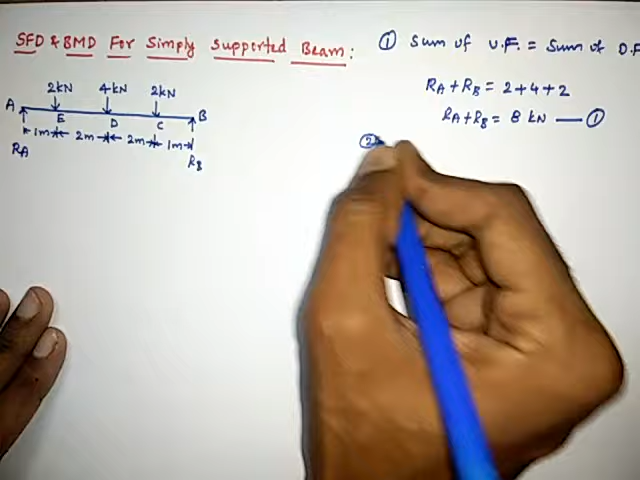 SFD & BMD For Simply Supported Beam:
2kN 4kN 2kN
A B
E D C
1m 2m 2m 1m
RA RB
① Sum of U.F. = Sum of D.F
RA + RB = 2+4+2
RA + RB = 8 kN — ①
②